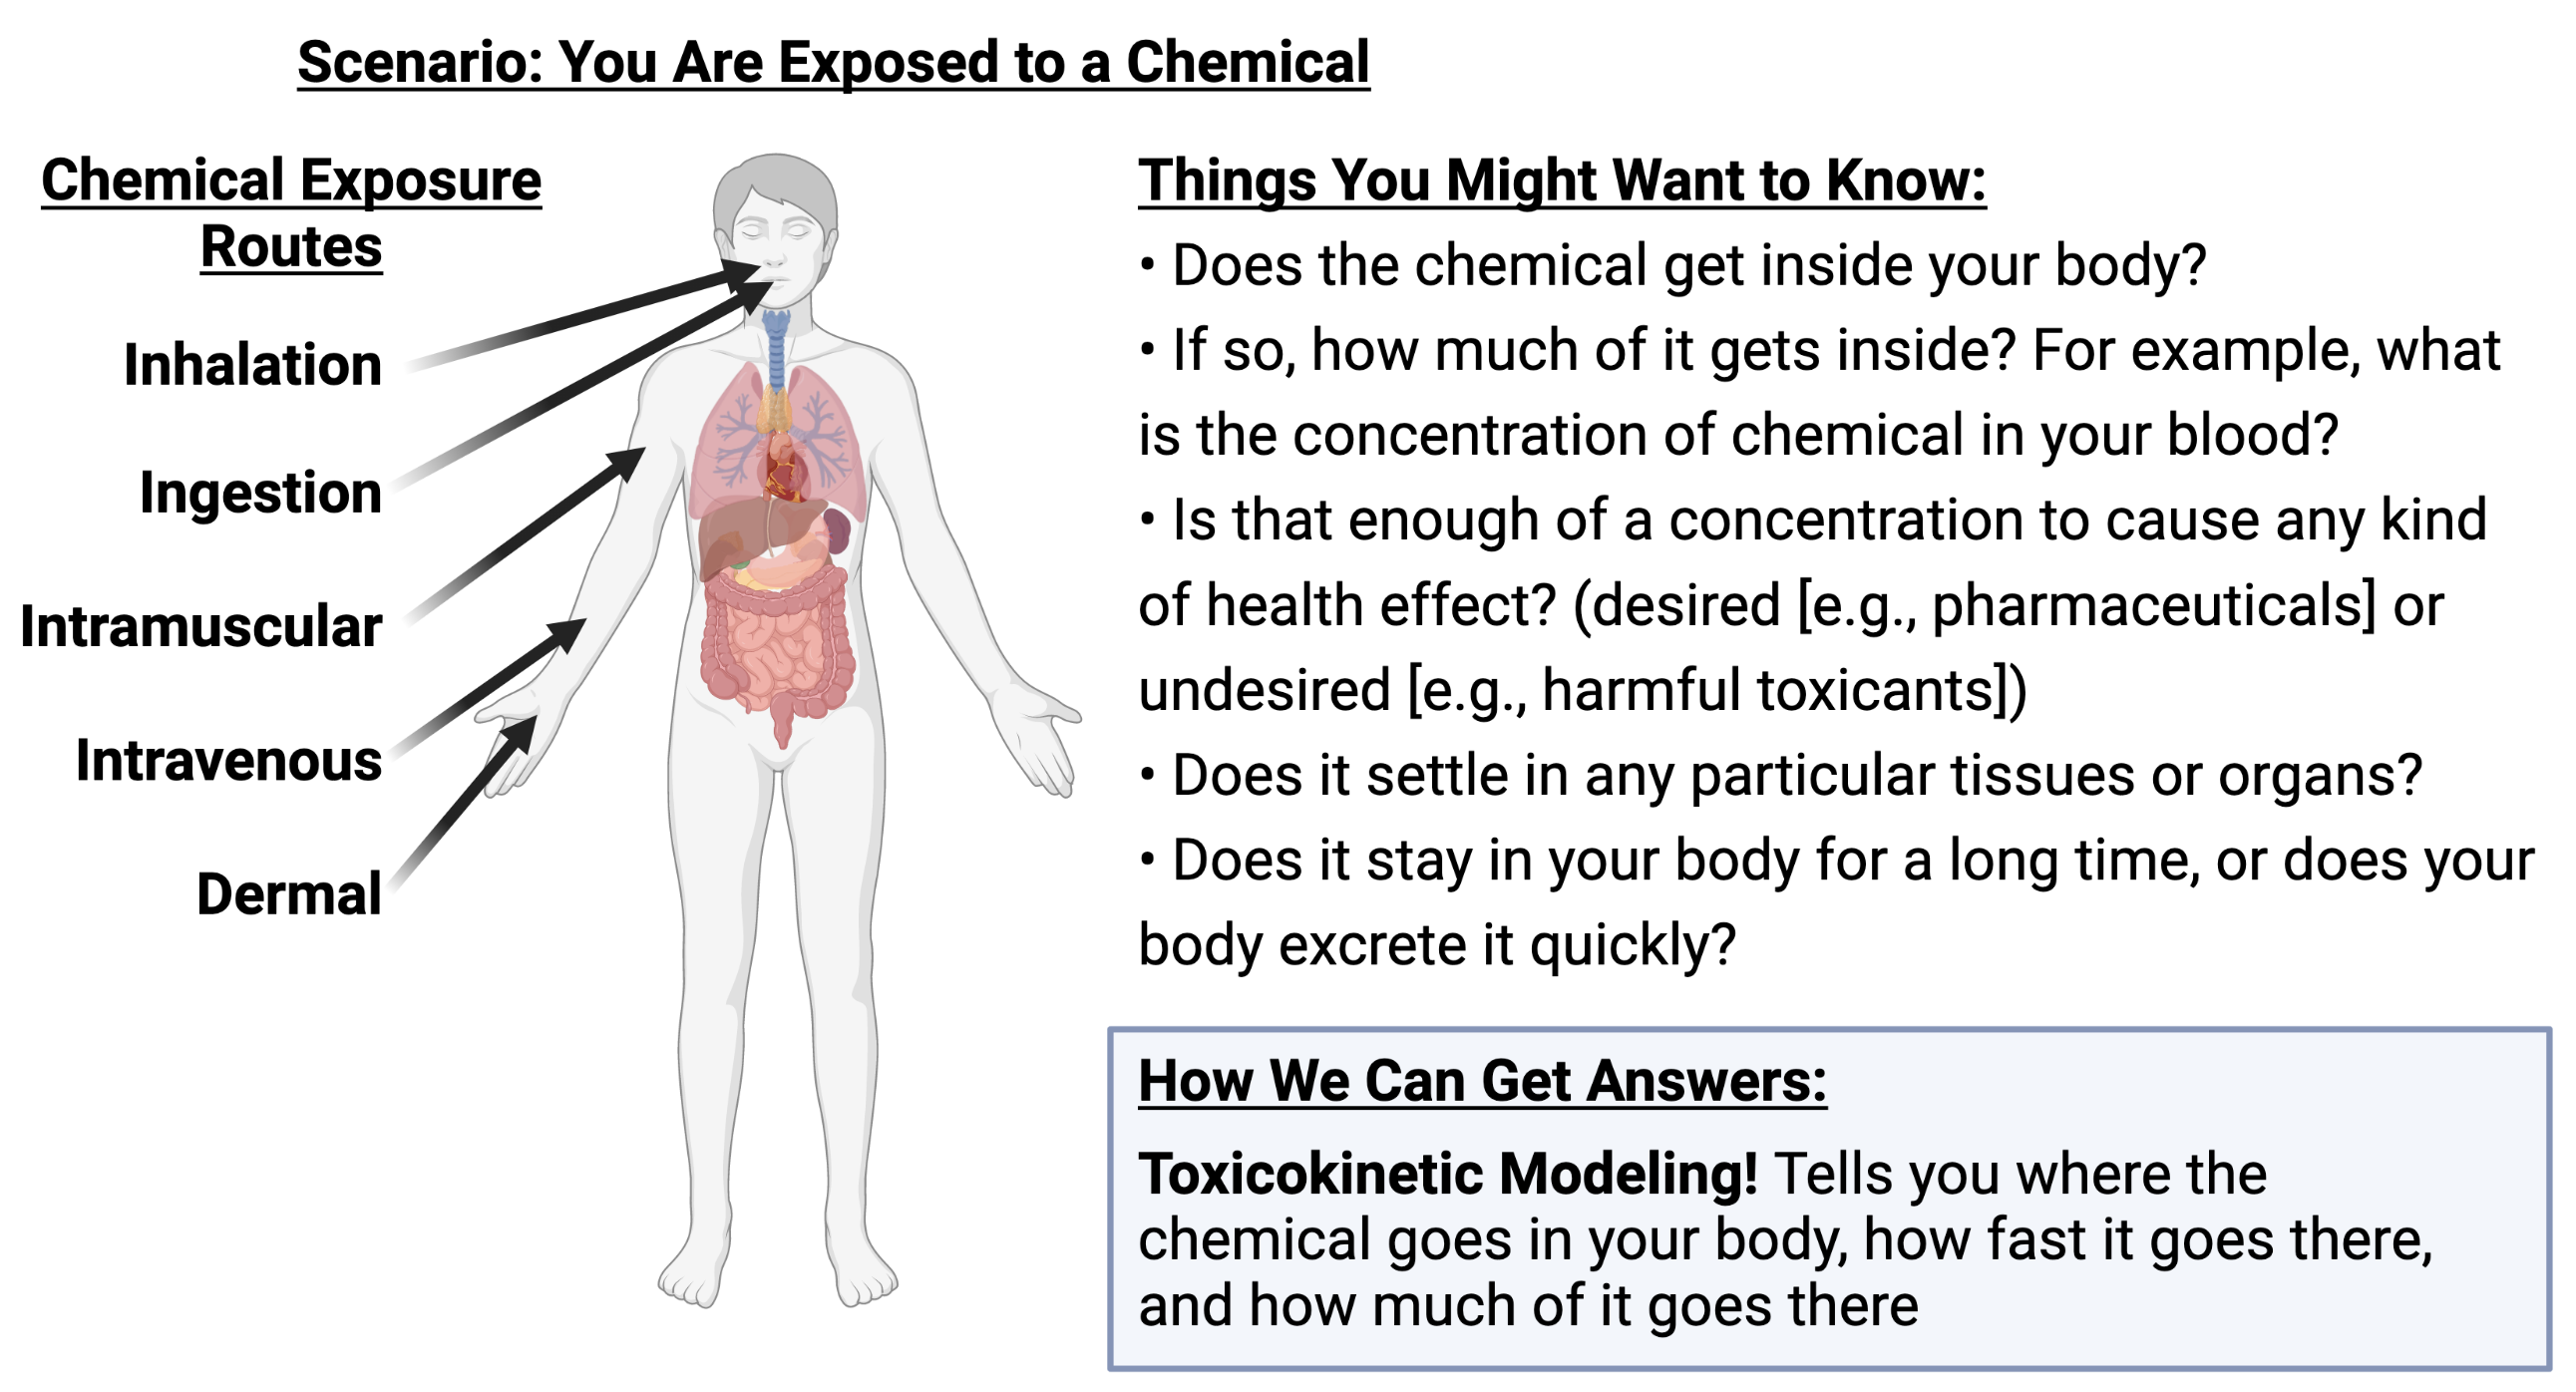 Scenario: You Are Exposed to a Chemical
Chemical Exposure
Routes
Inhalation
Ingestion
Intramuscular
Intravenous
Dermal
Things You Might Want to Know:
• Does the chemical get inside your body?
• If so, how much of it gets inside? For example, what
is the concentration of chemical in your blood?
• Is that enough of a concentration to cause any kind
of health effect? (desired [e.g., pharmaceuticals] or
undesired [e.g., harmful toxicants])
• Does it settle in any particular tissues or organs?
• Does it stay in your body for a long time, or does your
body excrete it quickly?
How We Can Get Answers:
Toxicokinetic Modeling! Tells you where the
chemical goes in your body, how fast it goes there,
and how much of it goes there